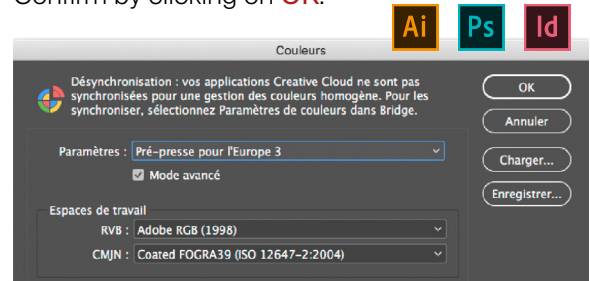 Confirm by clicking on OK.
Ai Ps Id
Couleurs
Désynchronisation : vos applications Creative Cloud ne sont pas
synchronisées pour une gestion des couleurs homogène. Pour les
synchroniser, sélectionnez Paramètres de couleurs dans Bridge.
OK
Annuler
Paramètres : Pré-presse pour l'Europe 3
Charger...
Mode avancé
Enregistrer...
Espaces de travail
RVB : Adobe RGB (1998)
CMJN : Coated FOGRA39 (ISO 12647-2:2004)